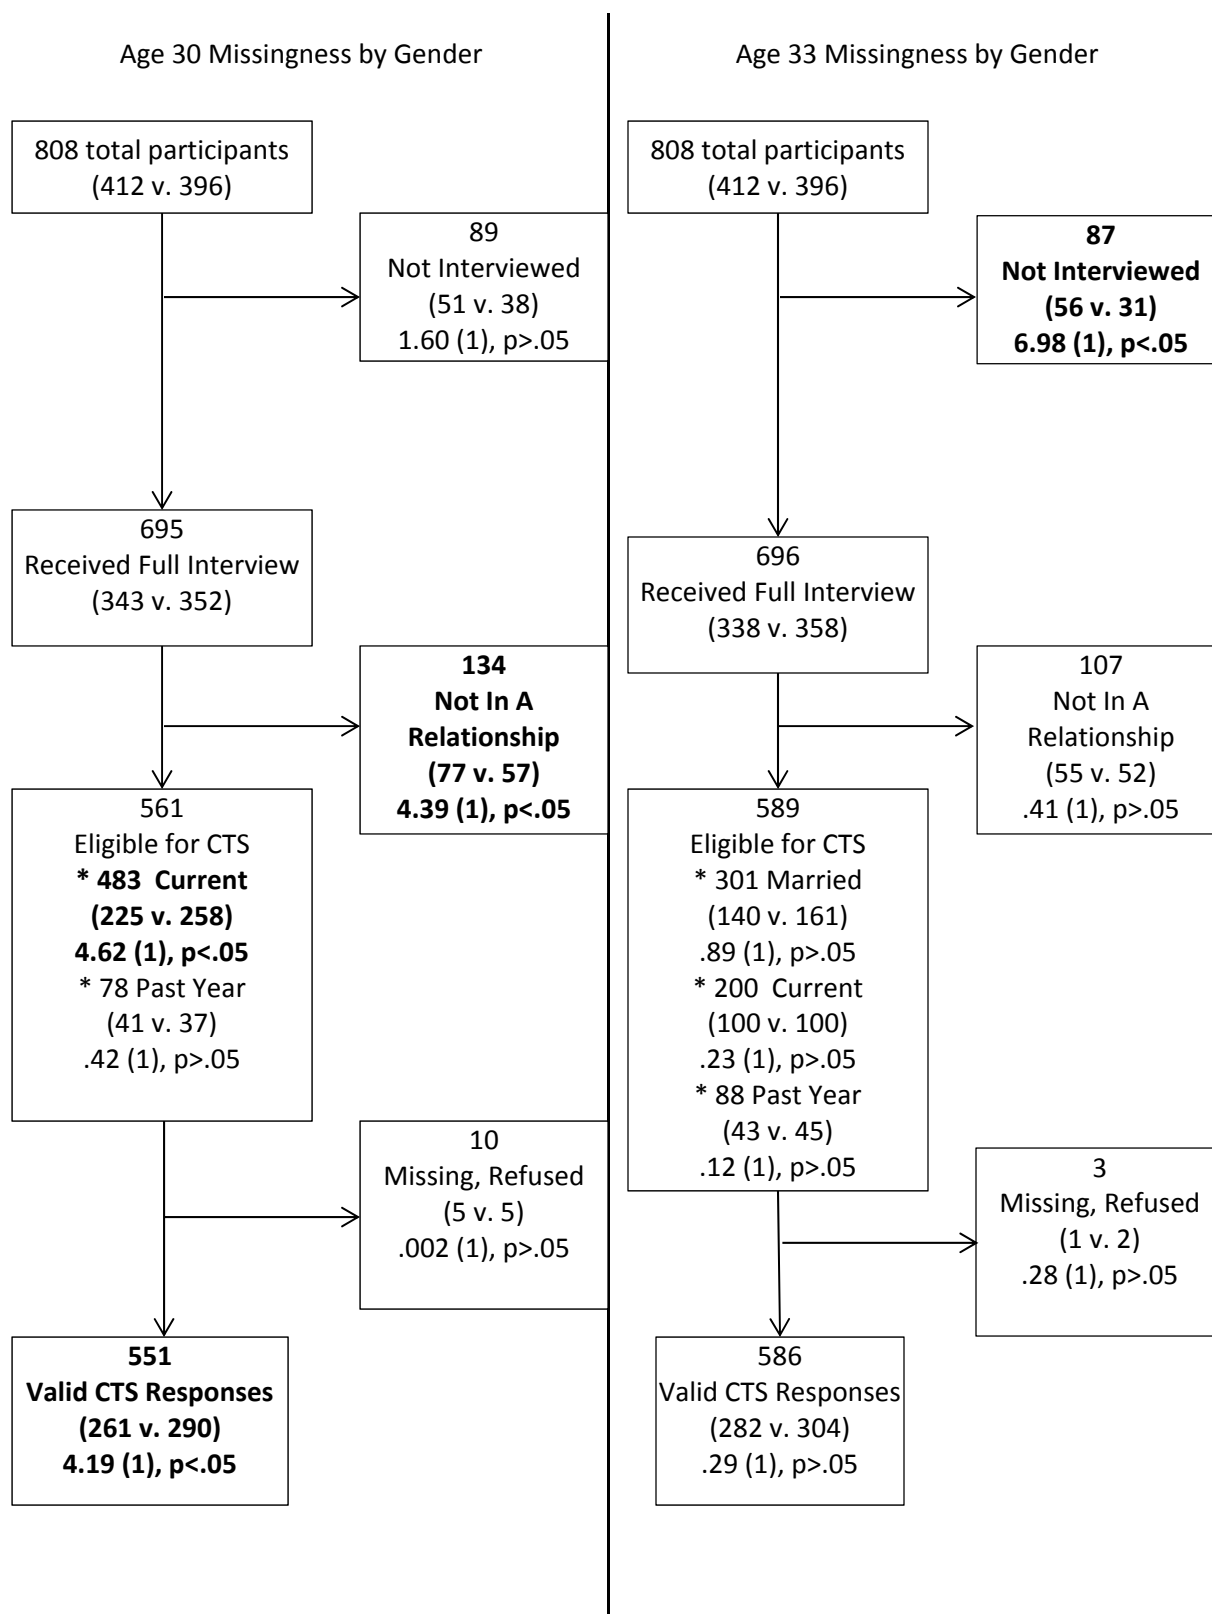 Age 30 Missingness by Gender
808 total participants
(412 v. 396)
89
Not Interviewed
(51 v. 38)
1.60 (1), p>.05
695
Received Full Interview
(343 v. 352)
134
Not In A
Relationship
(77 v. 57)
4.39 (1), p<.05
561
Eligible for CTS
* 483 Current
(225 v. 258)
4.62 (1), p<.05
* 78 Past Year
(41 v. 37)
.42 (1), p>.05
10
Missing, Refused
(5 v. 5)
.002 (1), p>.05
551
Valid CTS Responses
(261 v. 290)
4.19 (1), p<.05
Age 33 Missingness by Gender
808 total participants
(412 v. 396)
87
Not Interviewed
(56 v. 31)
6.98 (1), p<.05
696
Received Full Interview
(338 v. 358)
107
Not In A
Relationship
(55 v. 52)
.41 (1), p>.05
589
Eligible for CTS
* 301 Married
(140 v. 161)
.89 (1), p>.05
* 200 Current
(100 v. 100)
.23 (1), p>.05
* 88 Past Year
(43 v. 45)
.12 (1), p>.05
3
Missing, Refused
(1 v. 2)
.28 (1), p>.05
586
Valid CTS Responses
(282 v. 304)
.29 (1), p>.05